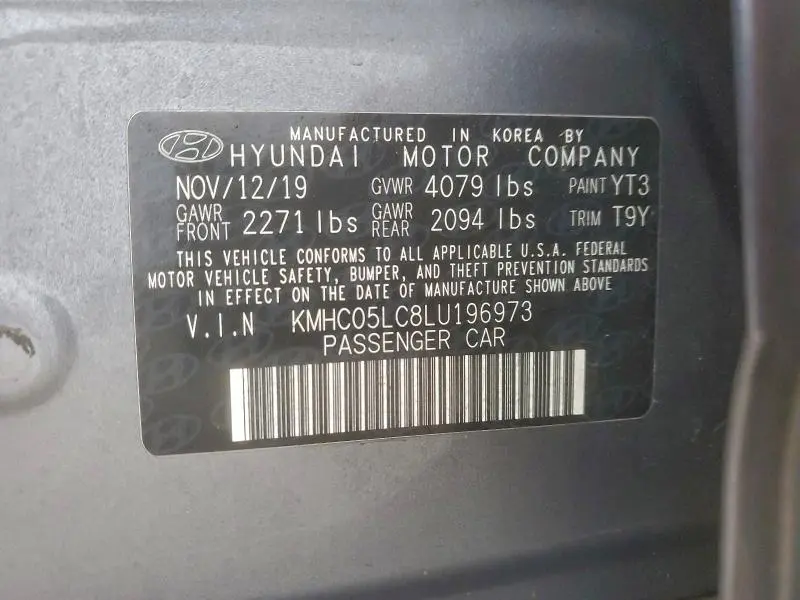 MANUFACTURED IN KOREA BY
HYUNDAI MOTOR COMPANY
NOV/12/19 GVWR 4079 lbs PAINT YT3
GAWR FRONT 2271 lbs GAWR REAR 2094 lbs TRIM T9Y
THIS VEHICLE CONFORMS TO ALL APPLICABLE U.S.A. FEDERAL
MOTOR VEHICLE SAFETY, BUMPER, AND THEFT PREVENTION STANDARDS
IN EFFECT ON THE DATE OF MANUFACTURE SHOWN ABOVE
V.I.N KMHC05LC8LU196973
PASSENGER CAR